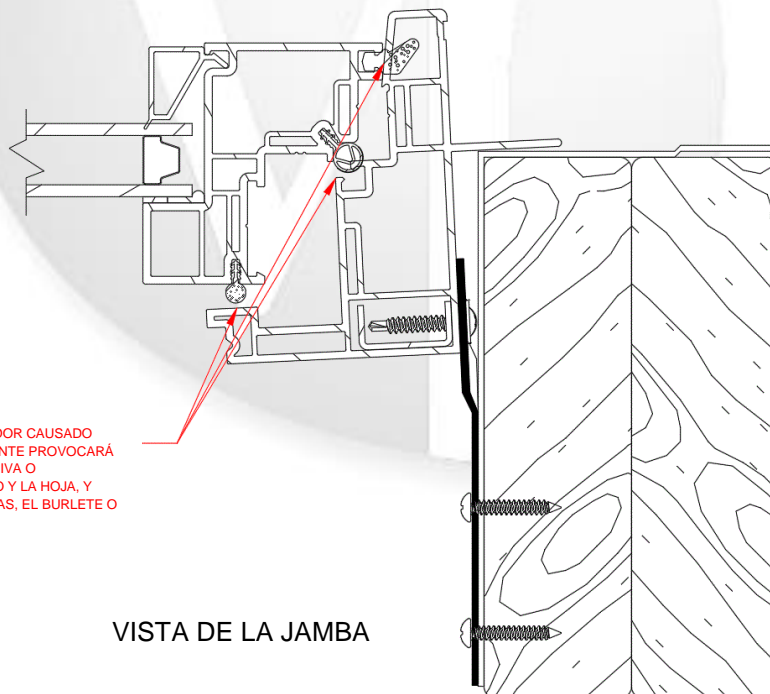 DOR CAUSADO
NTE PROVOCARÁ
IVA O
O Y LA HOJA, Y
AS, EL BURLETE O
VISTA DE LA JAMBA